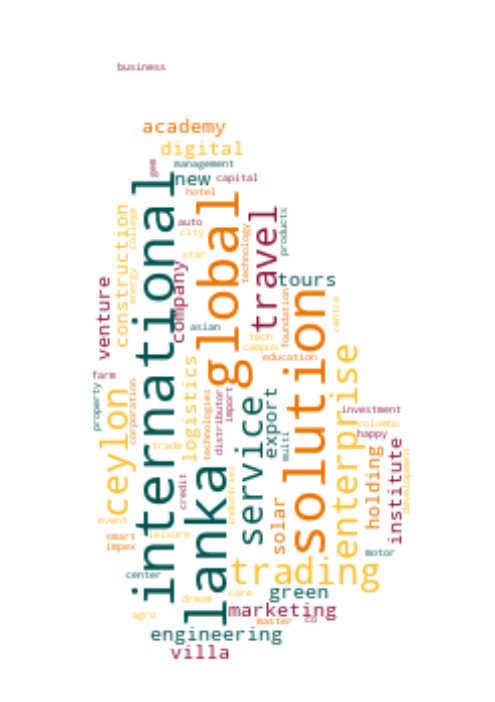 business
academy
digital
management
gem
new
capital
hotel
international
global
travel
products
construction
college
auto
city
technology
star
company
energy
tours
venture
asian
foundation
centre
tech
campus
education
farm
property
ceylon
corporation
logistics
solution
enterprise
technologies
distributor
import
service
export
multi
investment
colombo
happy
trade
lanka
credit
industries
solar
holding
institute
development
event
smart
impex
leisure
motor
trading
center
dream
care
green
agro
marketing
master
co
engineering
villa